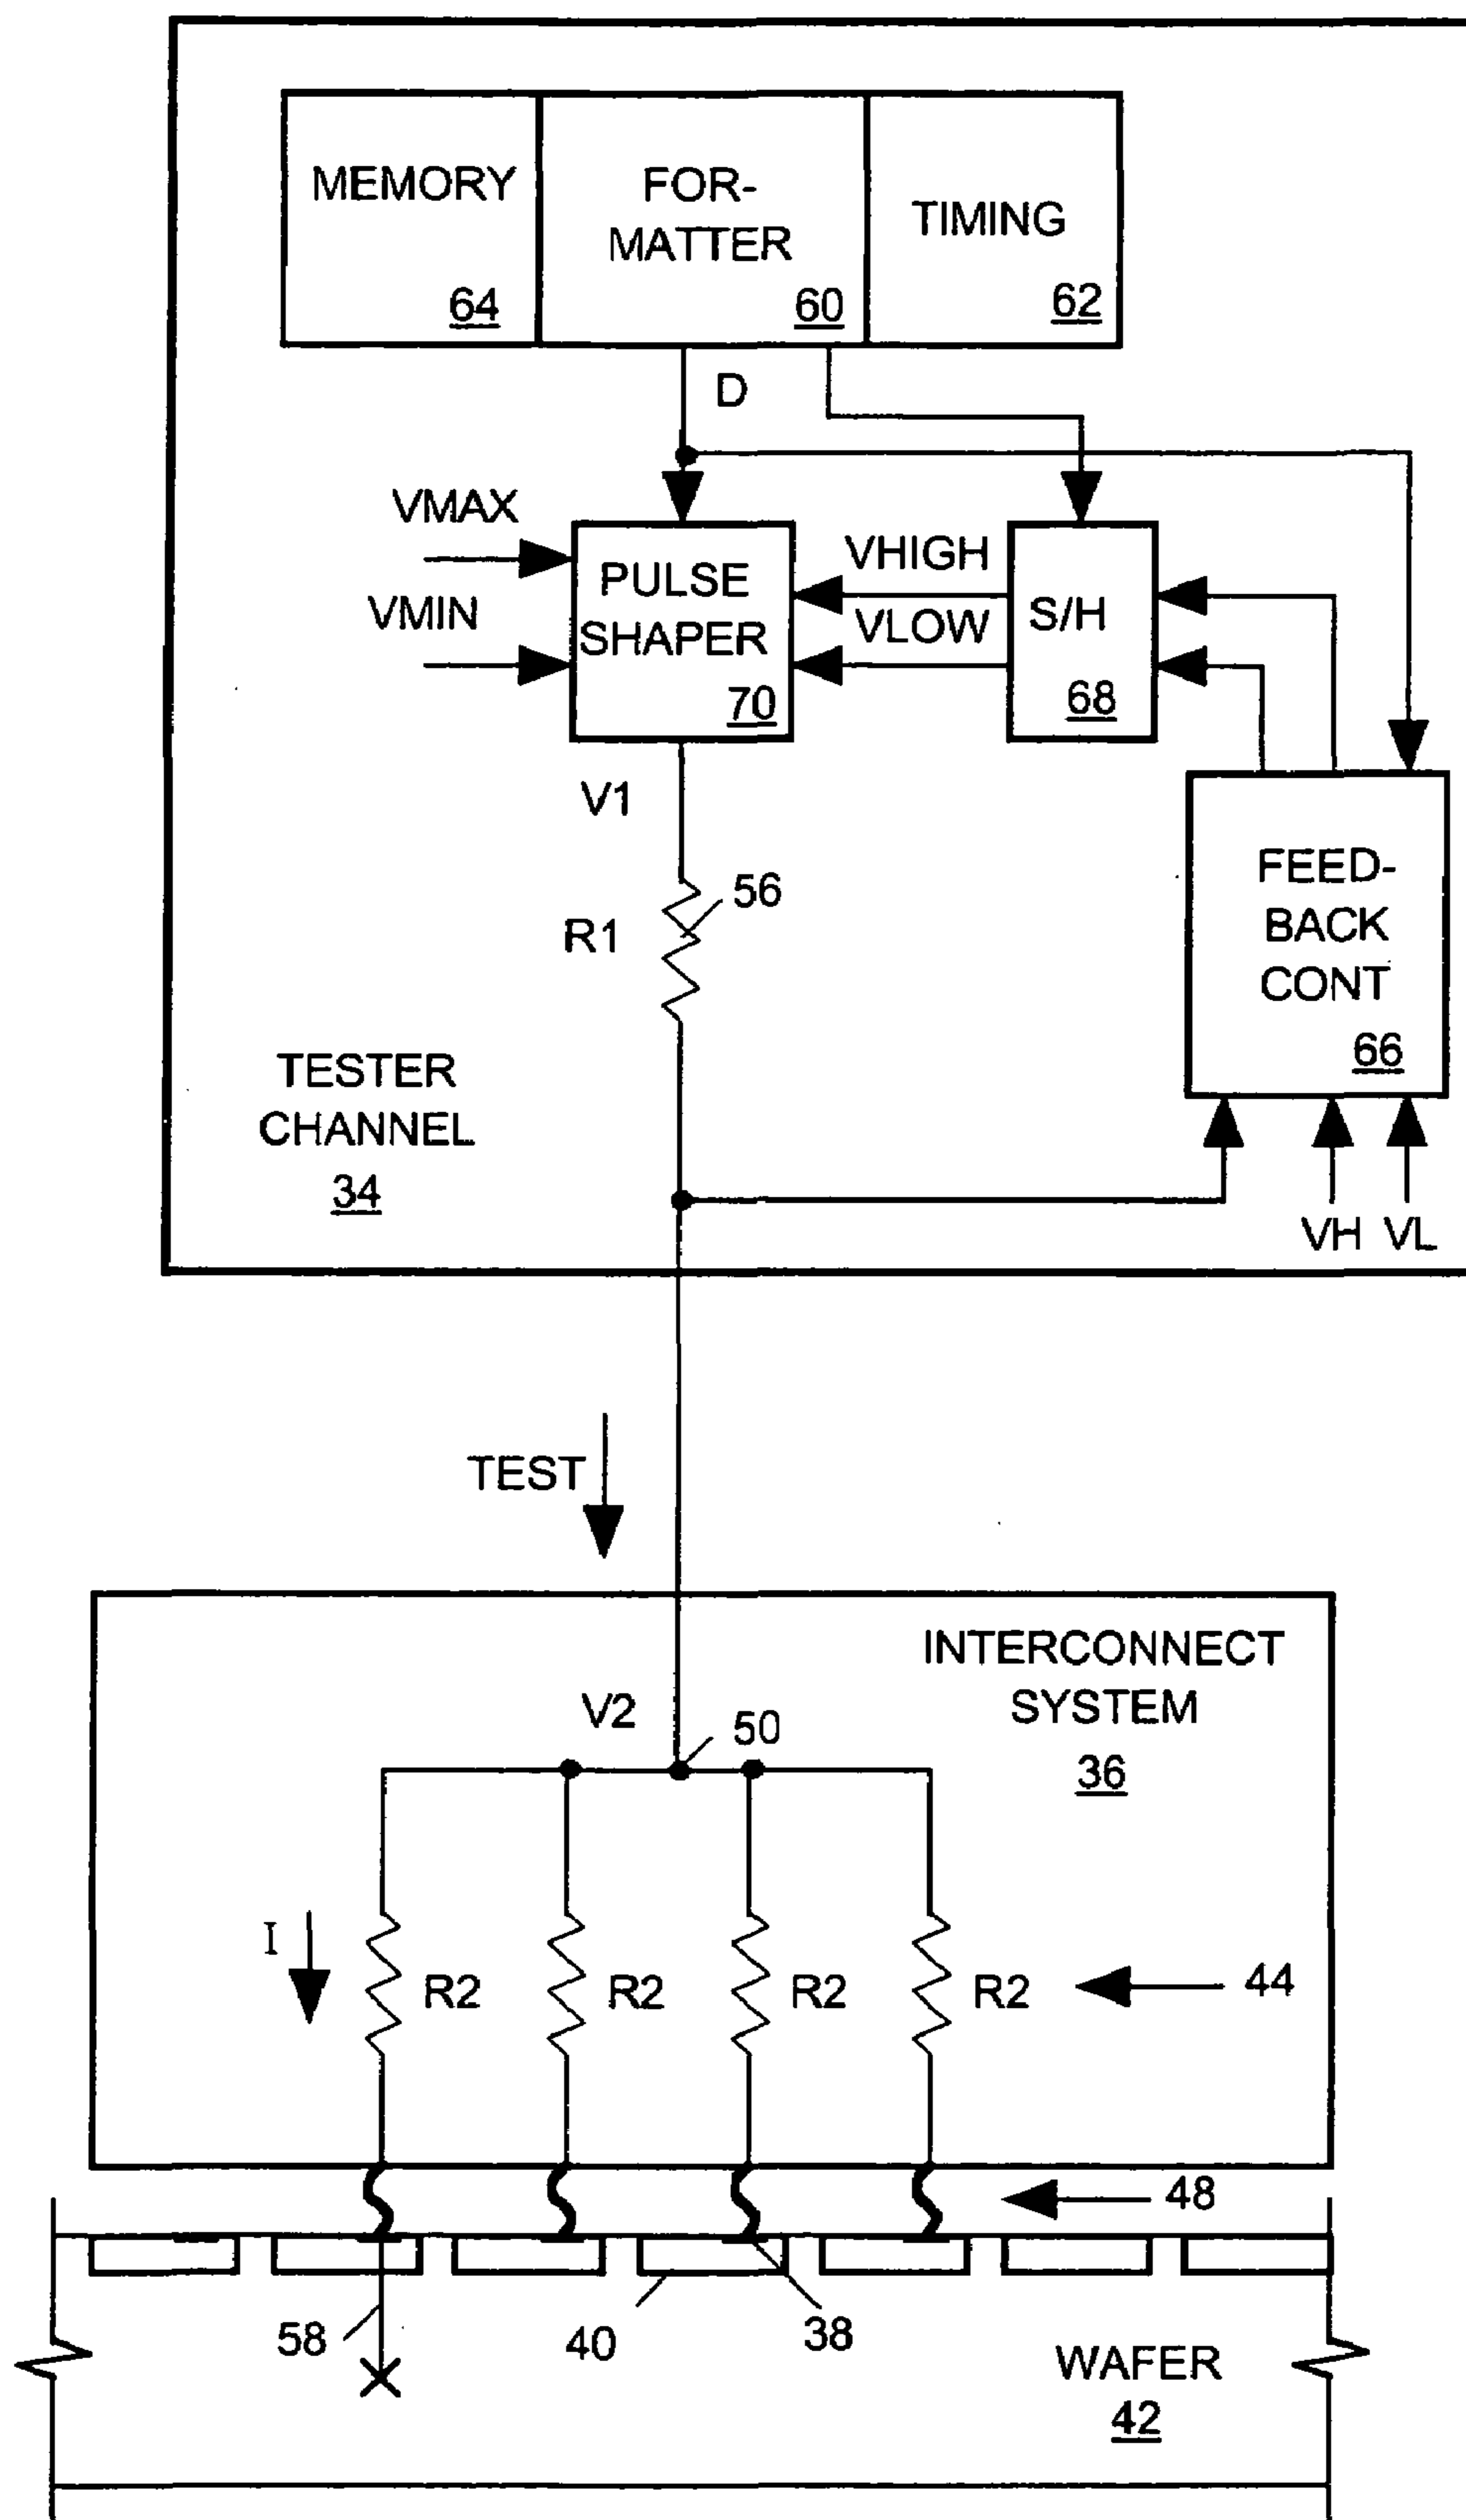 MEMORY
64
FOR-
MATTER
60
TIMING
62
D
VMAX
VMIN
PULSE
SHAPER
70
VHIGH
VLOW
S/H
68
V1
R1
56
FEED-
BACK
CONT
66
VH VL
TESTER
CHANNEL
34
TEST
INTERCONNECT
SYSTEM
36
V2
50
I
R2
R2
R2
R2
44
48
58
40
38
WAFER
42